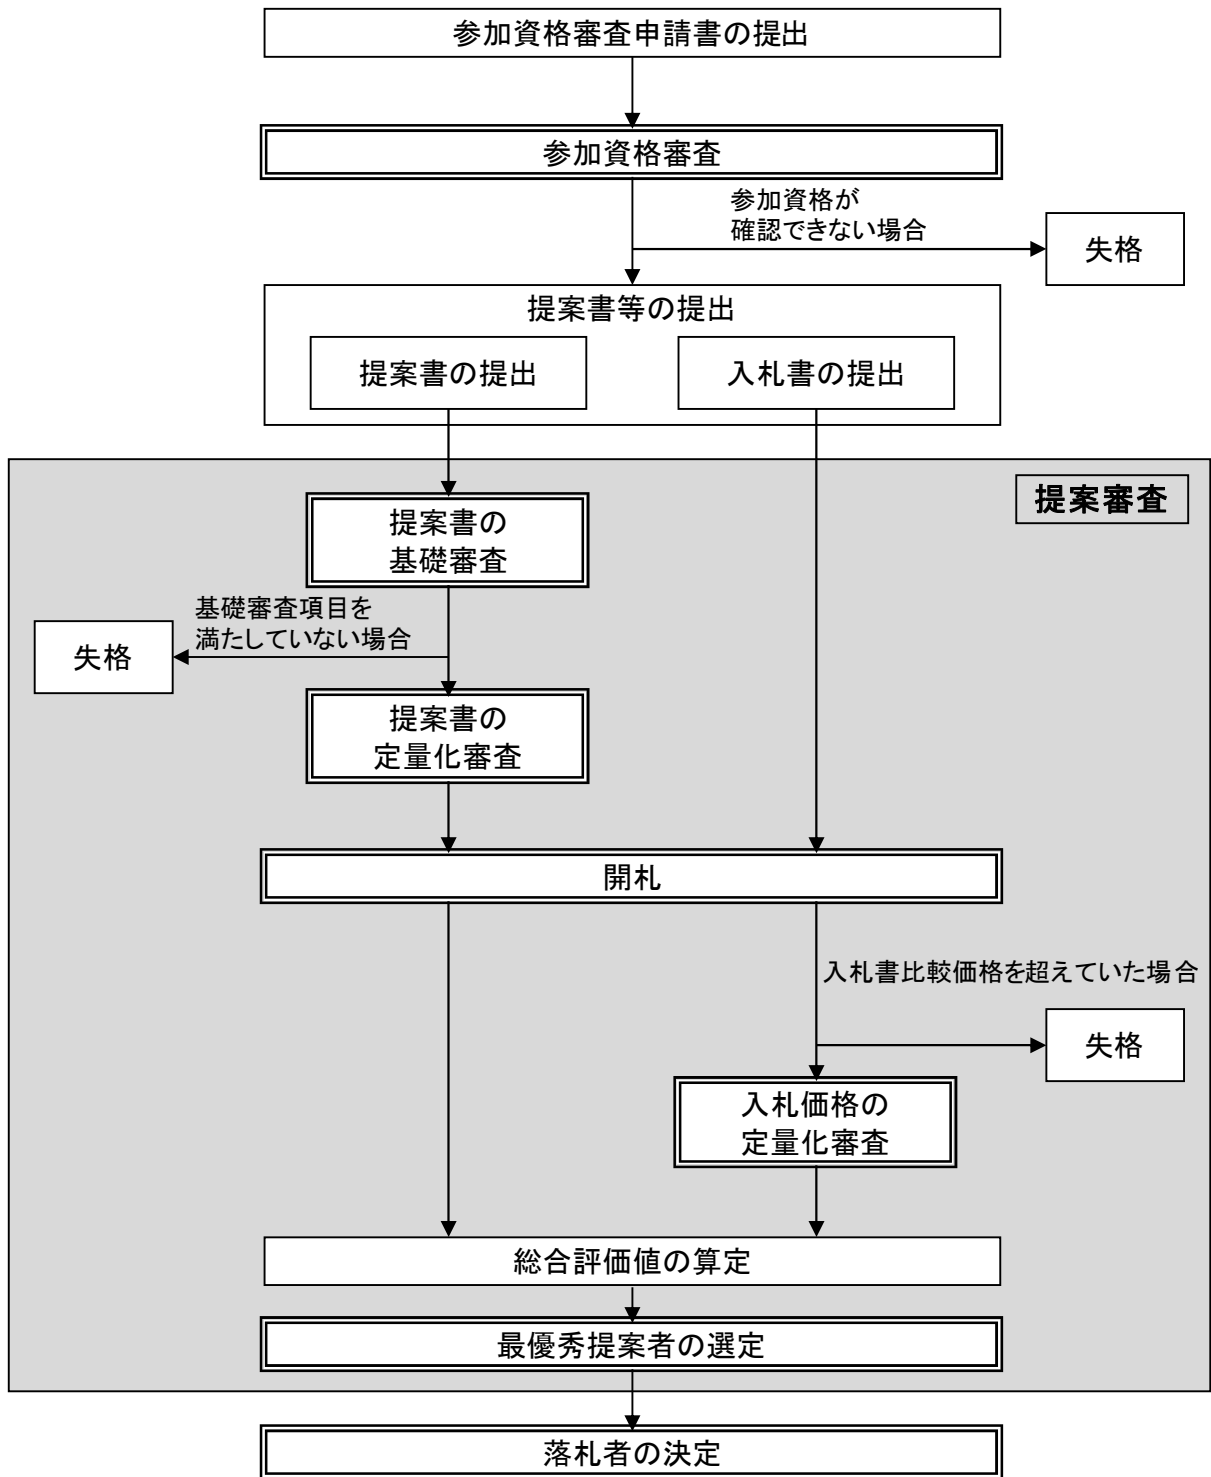 参加資格審査申請書の提出
参加資格審査
参加資格が
確認できない場合
失格
提案書等の提出
提案書の提出
入札書の提出
提案審査
提案書の
基礎審査
基礎審査項目を
満たしていない場合
失格
提案書の
定量化審査
開札
入札書比較価格を超えていた場合
失格
入札価格の
定量化審査
総合評価値の算定
最優秀提案者の選定
落札者の決定